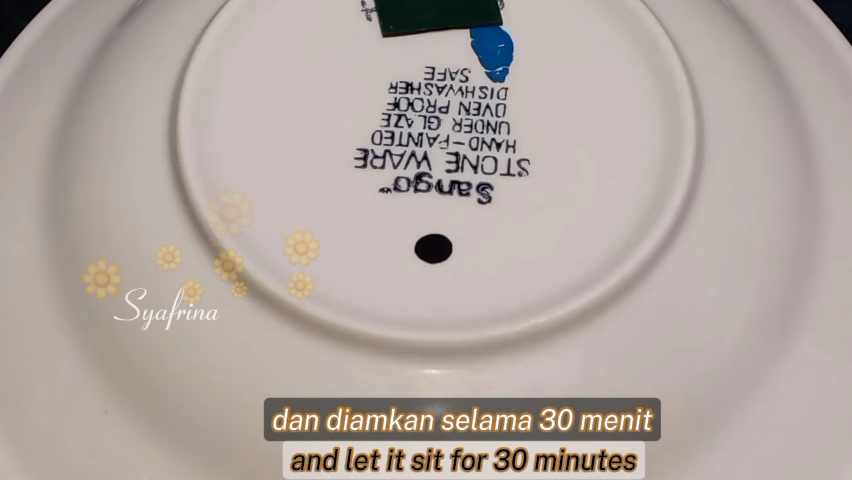 Sango™
STONE WARE
HAND-PAINTED
UNDER GLAZE
OVEN PROOF
DISHWASHER
SAFE
Syafrina
dan diamkan selama 30 menit
and let it sit for 30 minutes